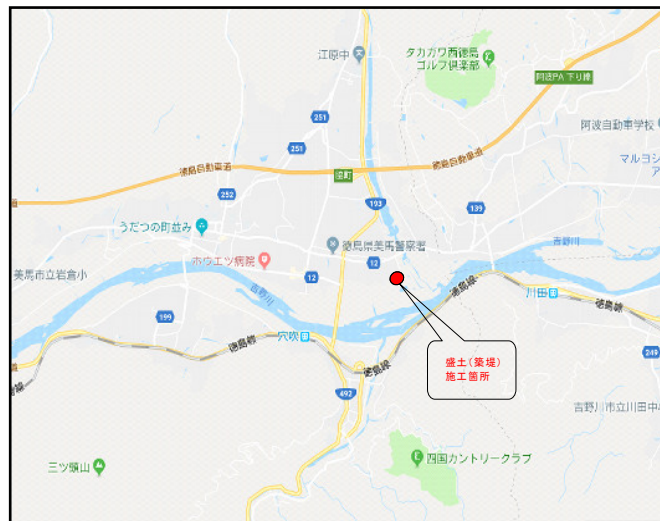 江原中
タカガワ西徳島
ゴルフ倶楽部
阿波PA 下り線
251
阿波自動車学校
251
マルヨシ
ア
徳島自動車道
徳島自動車道
脇町
252
193
139
うだつの町並み
徳島県美馬警察署
吉野川
ホウエツ病院
12
美馬市立岩倉小
12
徳島線
吉野川
川田
徳島線
199
穴吹
徳島線
盛土(築堤)
施工箇所
249
徳島線
492
吉野川市立川田中
四国カントリークラブ
三ツ頭山